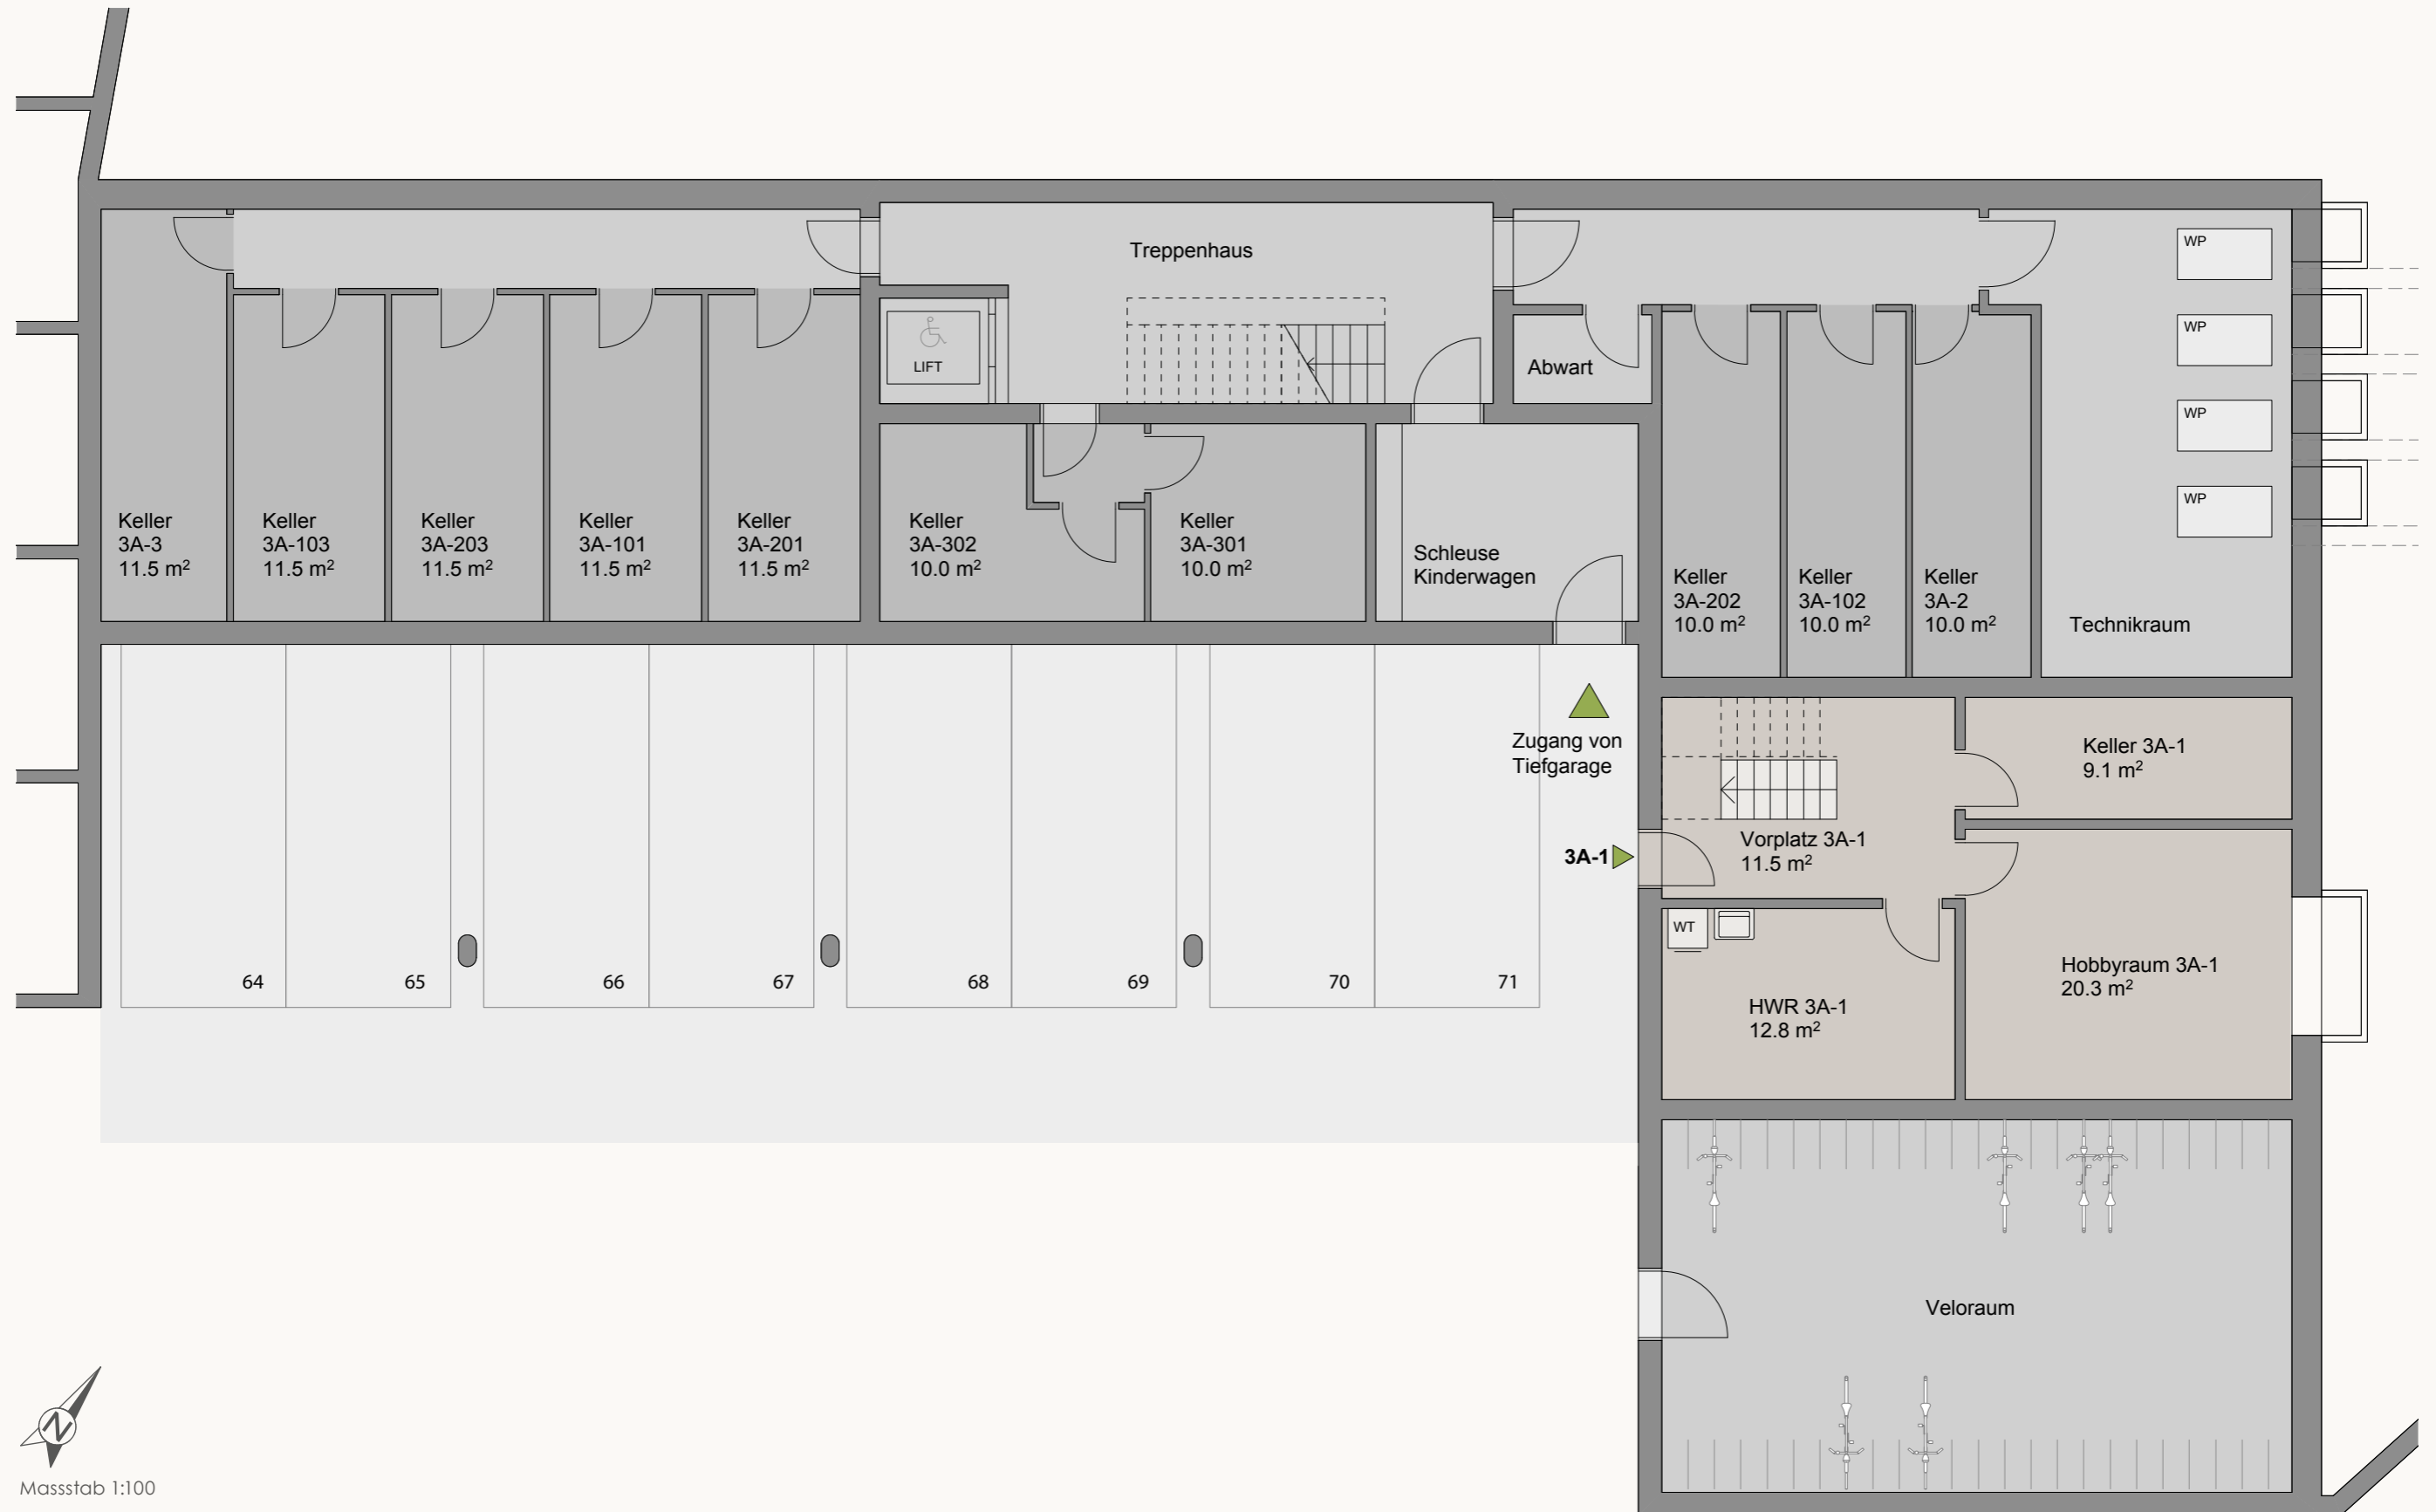 Treppenhaus
WP
WP
WP
WP
LIFT
Abwart
Keller
3A-3
11.5 m²
Keller
3A-103
11.5 m²
Keller
3A-203
11.5 m²
Keller
3A-101
11.5 m²
Keller
3A-201
11.5 m²
Keller
3A-302
10.0 m²
Keller
3A-301
10.0 m²
Schleuse
Kinderwagen
Keller
3A-202
10.0 m²
Keller
3A-102
10.0 m²
Keller
3A-2
10.0 m²
Technikraum
Zugang von
Tiefgarage
Keller 3A-1
9.1 m²
3A-1
Vorplatz 3A-1
11.5 m²
WT
HWR 3A-1
12.8 m²
Hobbyraum 3A-1
20.3 m²
64
65
66
67
68
69
70
71
Veloraum
N
Massstab 1:100